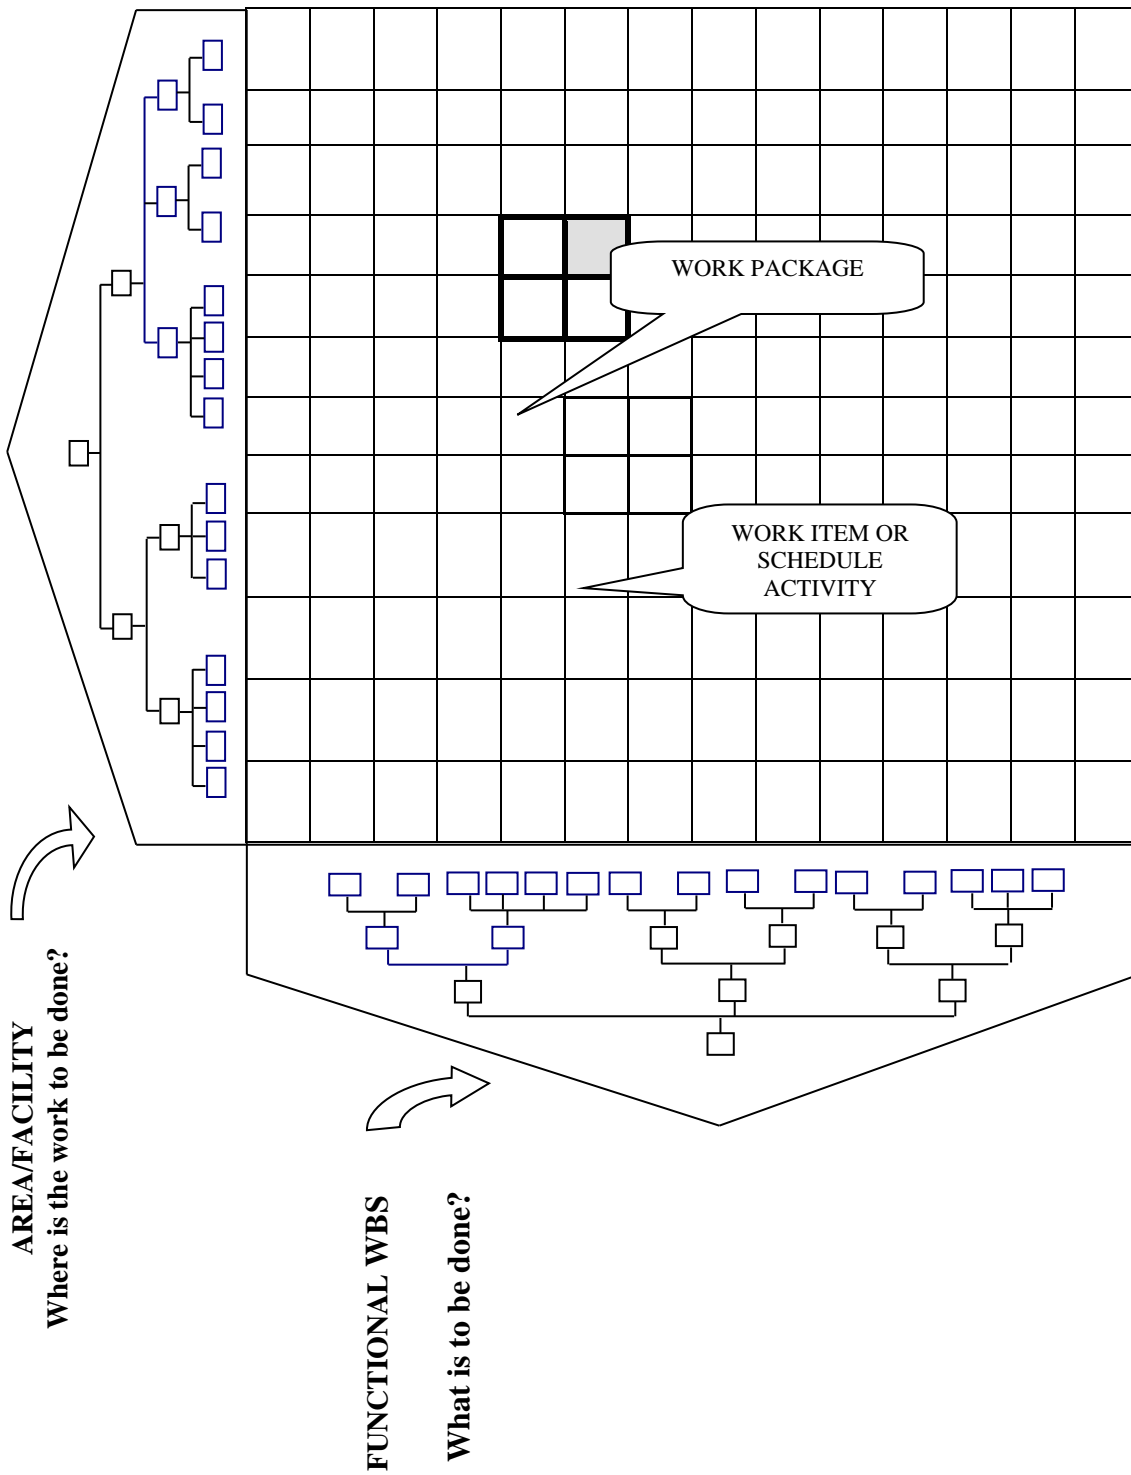 WORK PACKAGE
WORK ITEM OR
SCHEDULE
ACTIVITY
AREA/FACILITY
Where is the work to be done?
FUNCTIONAL WBS
What is to be done?